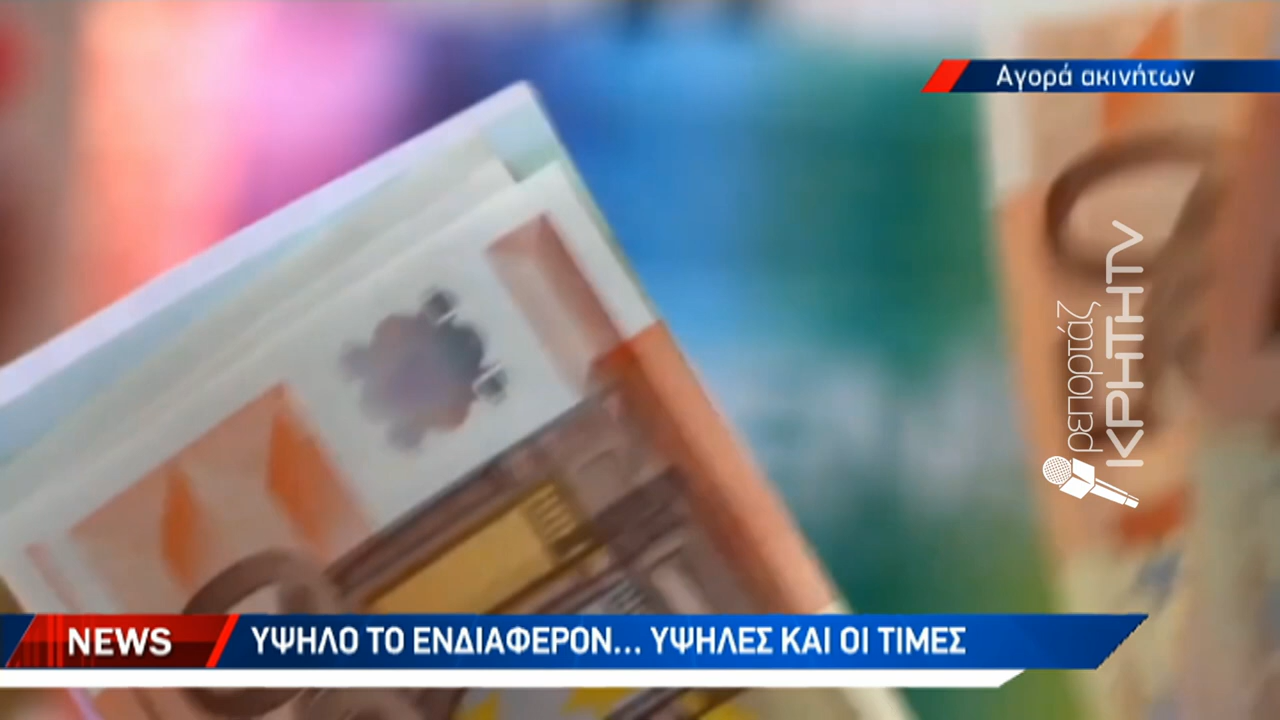 Αγορά ακινήτων
ρεπορτάζ
ΚΡΗΤΗTV
NEWS
ΥΨΗΛΟ ΤΟ ΕΝΔΙΑΦΕΡΟΝ... ΥΨΗΛΕΣ ΚΑΙ ΟΙ ΤΙΜΕΣ